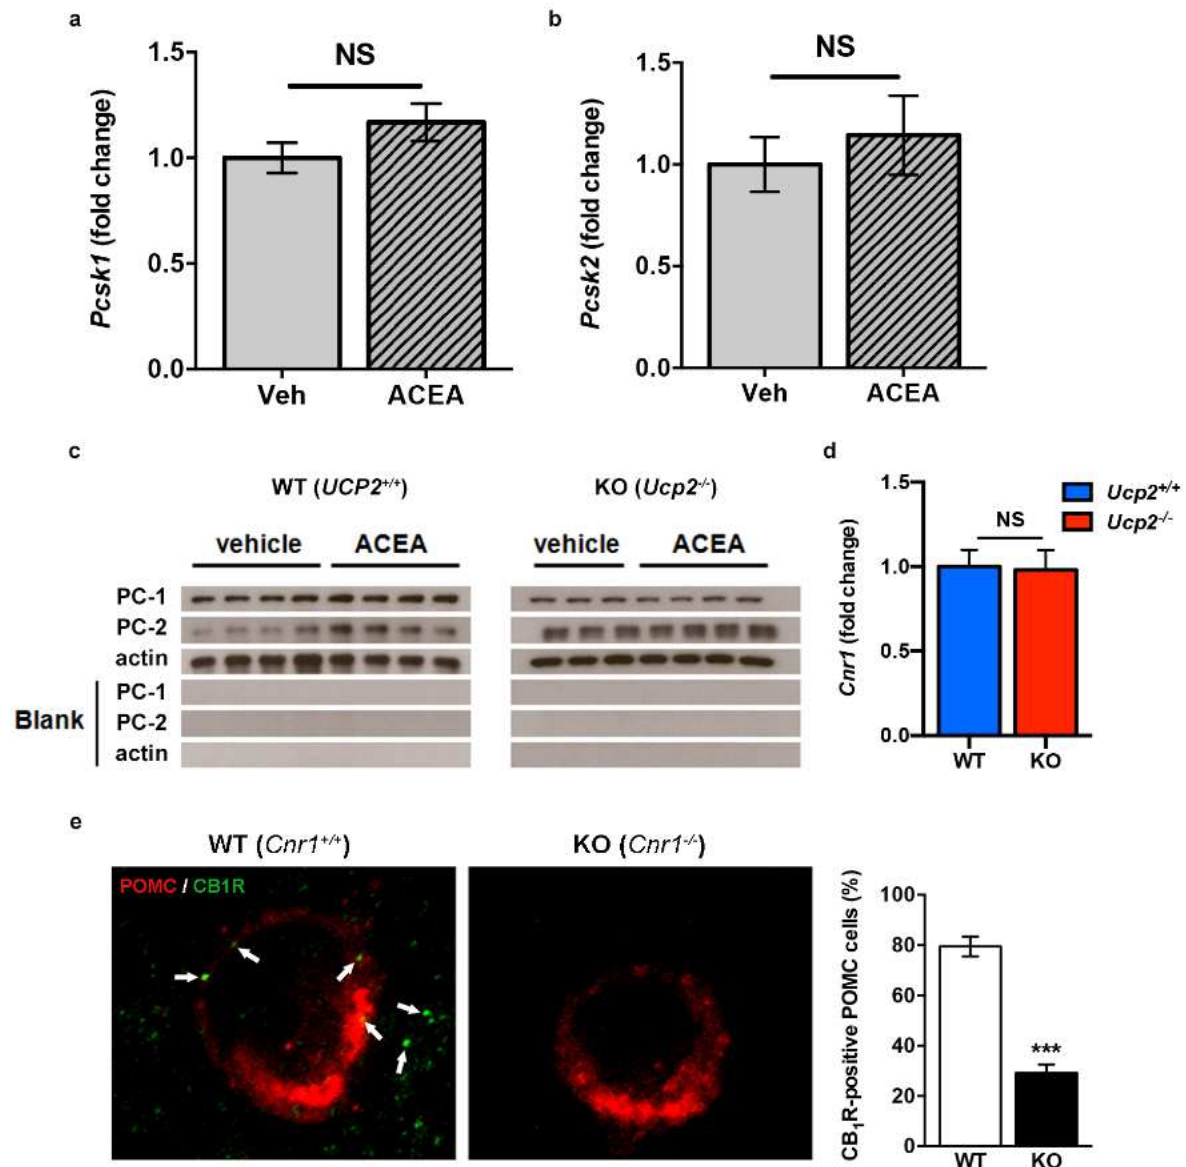 a
b
NS
NS
Pcsk1 (fold change)
1.5
1.0
0.5
0.0
Veh
ACEA
Pcsk2 (fold change)
1.5
1.0
0.5
0.0
Veh
ACEA
c
d
WT (UCP2+/+)
KO (Ucp2-/-)
vehicle
ACEA
vehicle
ACEA
PC-1
PC-2
actin
Blank
PC-1
PC-2
actin
Cnr1 (fold change)
1.5
1.0
0.5
0.0
NS
Ucp2+/+
Ucp2-/-
WT
KO
e
WT (Cnr1+/+)
KO (Cnr1-/-)
POMC / CB1R
CB1R-positive POMC cells (%)
100
80
60
40
20
0
***
WT
KO